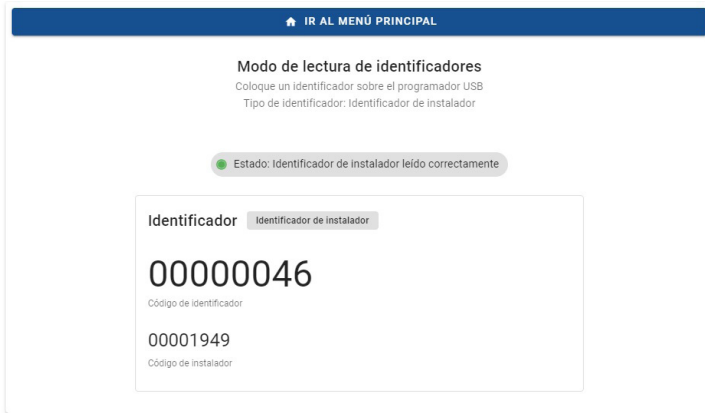 IR AL MENÚ PRINCIPAL
Modo de lectura de identificadores
Coloque un identificador sobre el programador USB
Tipo de identificador: Identificador de instalador
Estado: Identificador de instalador leído correctamente
Identificador Identificador de instalador
00000046
Código de identificador
00001949
Código de instalador